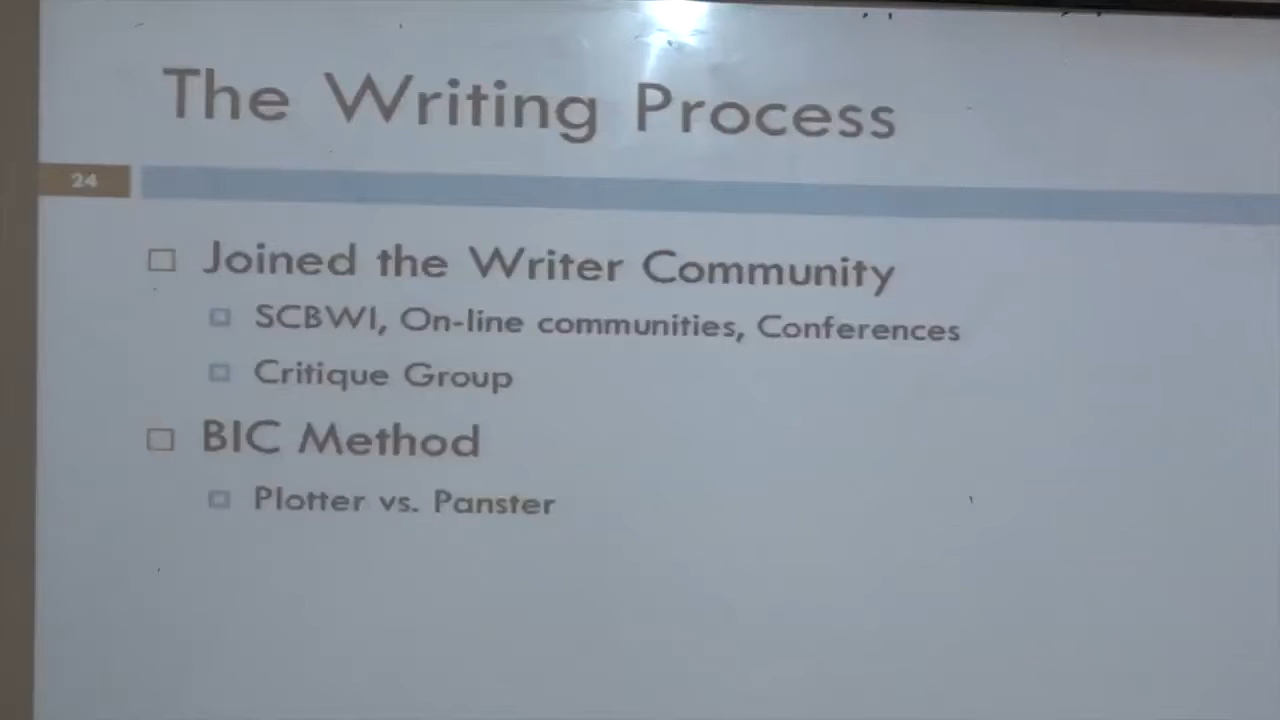 The Writing Process
24
Joined the Writer Community
SCBWI, On-line communities, Conferences
Critique Group
BIC Method
Plotter vs. Panster